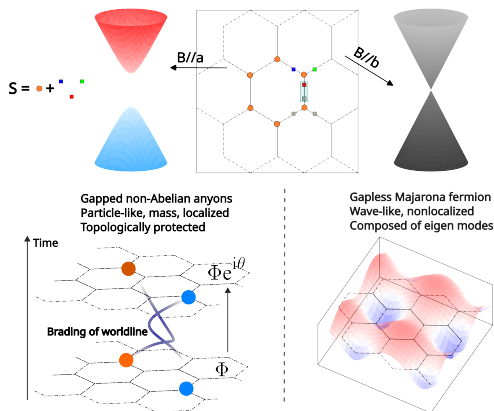 B//a
B//b
S = +
Gapped non-Abelian anyons
Particle-like, mass, localized
Topologically protected
Gapless Majarona fermion
Wave-like, nonlocalized
Composed of eigen modes
Time
Φe^{iθ}
Brading of worldline
Φ